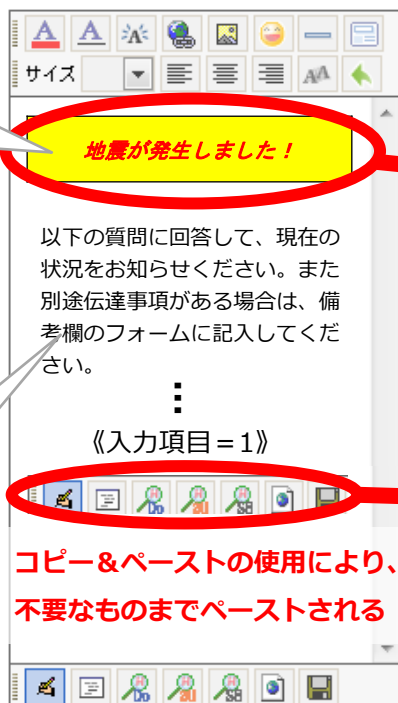 サイズ
地震が発生しました！
以下の質問に回答して、現在の
状況をお知らせください。また
別途伝達事項がある場合は、備
考欄のフォームに記入してくだ
さい。
⋮
《入力項目＝1》
コピー&ペーストの使用により、
不要なものまでペーストされる